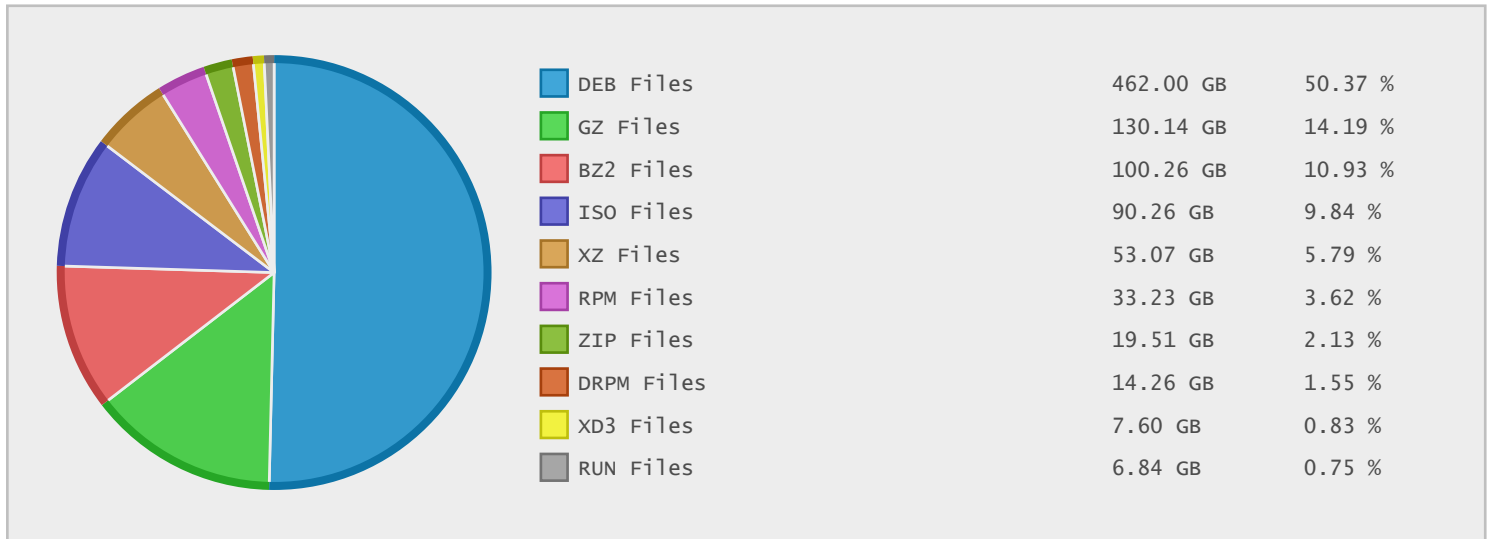 DEB Files 462.00 GB 50.37 %
GZ Files 130.14 GB 14.19 %
BZ2 Files 100.26 GB 10.93 %
ISO Files 90.26 GB 9.84 %
XZ Files 53.07 GB 5.79 %
RPM Files 33.23 GB 3.62 %
ZIP Files 19.51 GB 2.13 %
DRPM Files 14.26 GB 1.55 %
XD3 Files 7.60 GB 0.83 %
RUN Files 6.84 GB 0.75 %